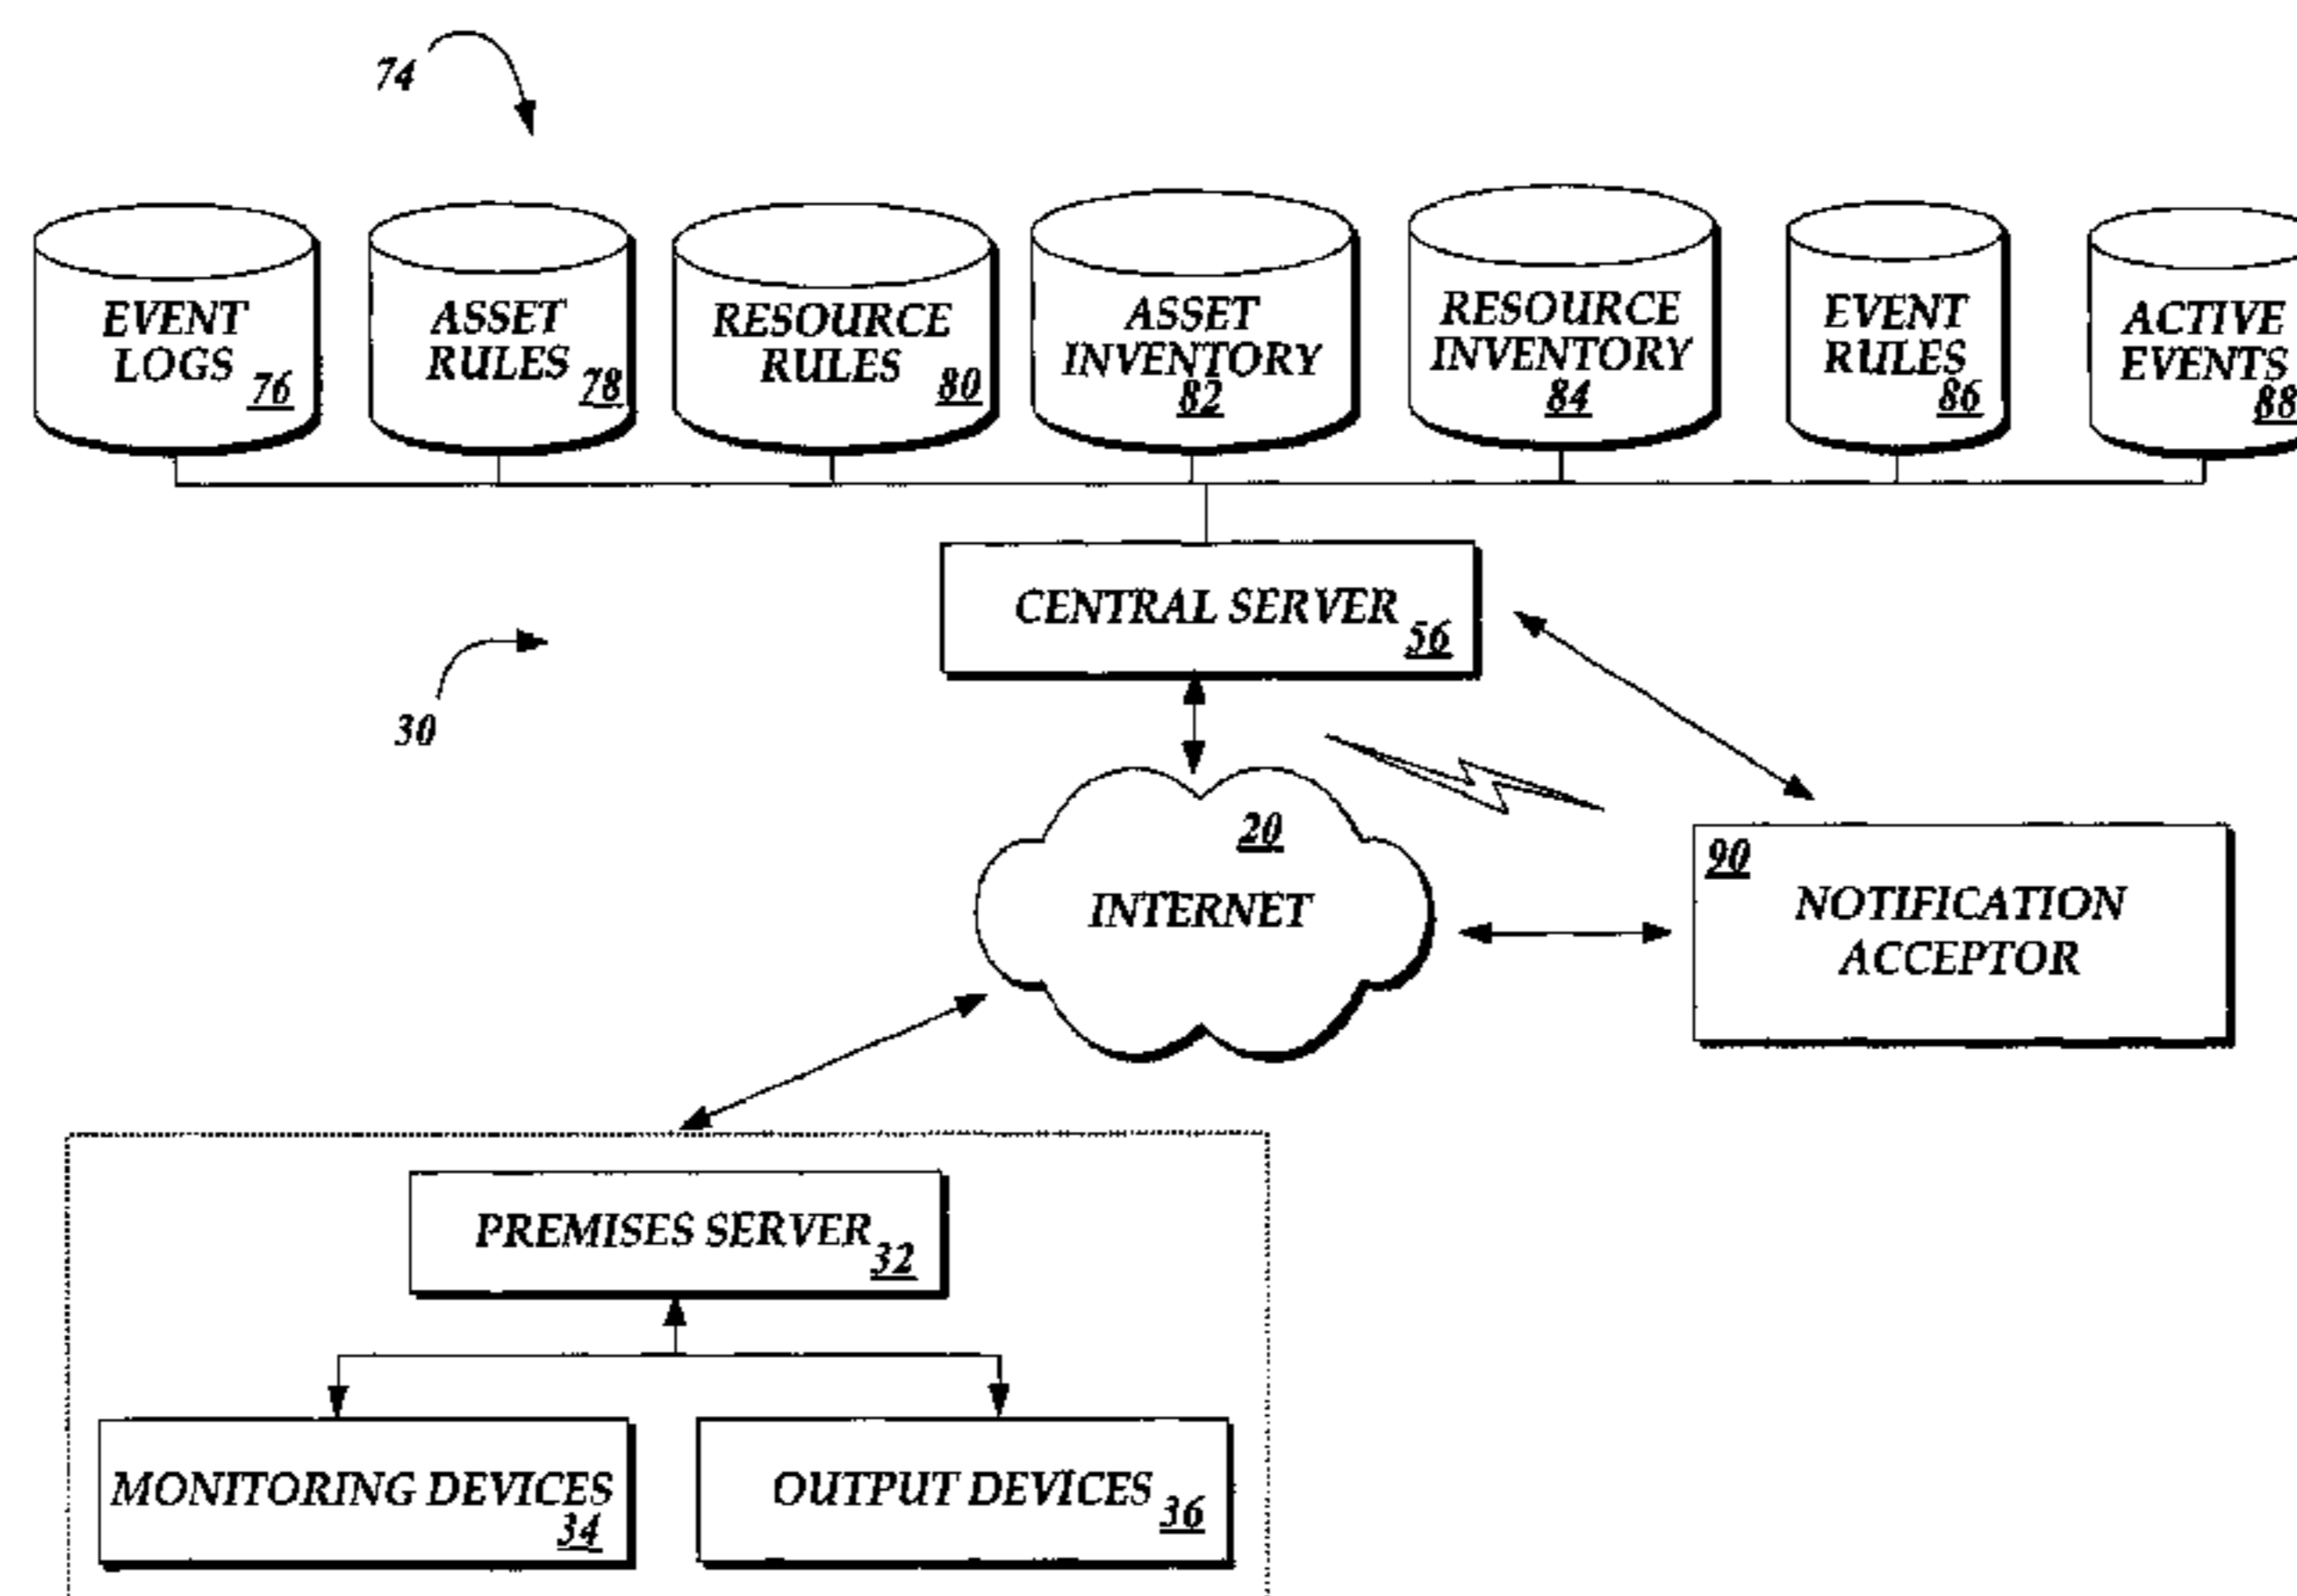 74
EVENT
LOGS 76
ASSET
RULES 78
RESOURCE
RULES 80
ASSET
INVENTORY
82
RESOURCE
INVENTORY
84
EVENT
RULES
86
ACTIVE
EVENTS
88
CENTRAL SERVER 56
30
20
INTERNET
90
NOTIFICATION
ACCEPTOR
PREMISES SERVER 32
MONITORING DEVICES
34
OUTPUT DEVICES 36